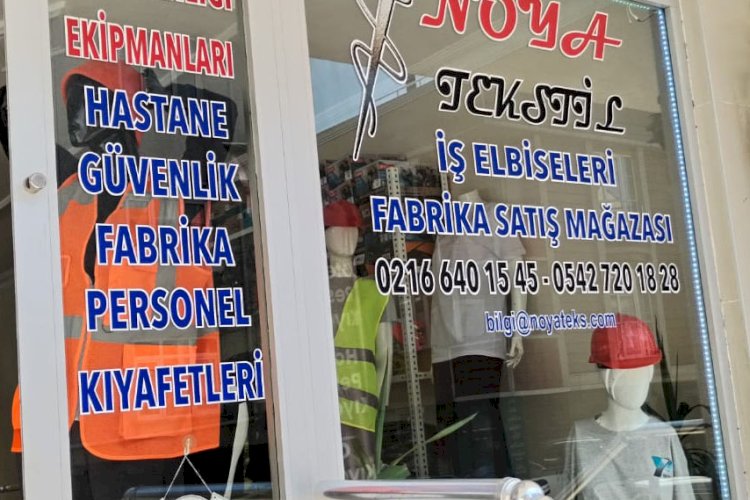 EKİPMANLARI
HASTANE
GÜVENLİK
FABRİKA
PERSONEL
KIYAFETLERİ
NOYA
TEKSTİL
İŞ ELBİSELERİ
FABRİKA SATIŞ MAĞAZASI
0216 640 15 45 - 0542 720 18 28
bilgi@noyateks.com